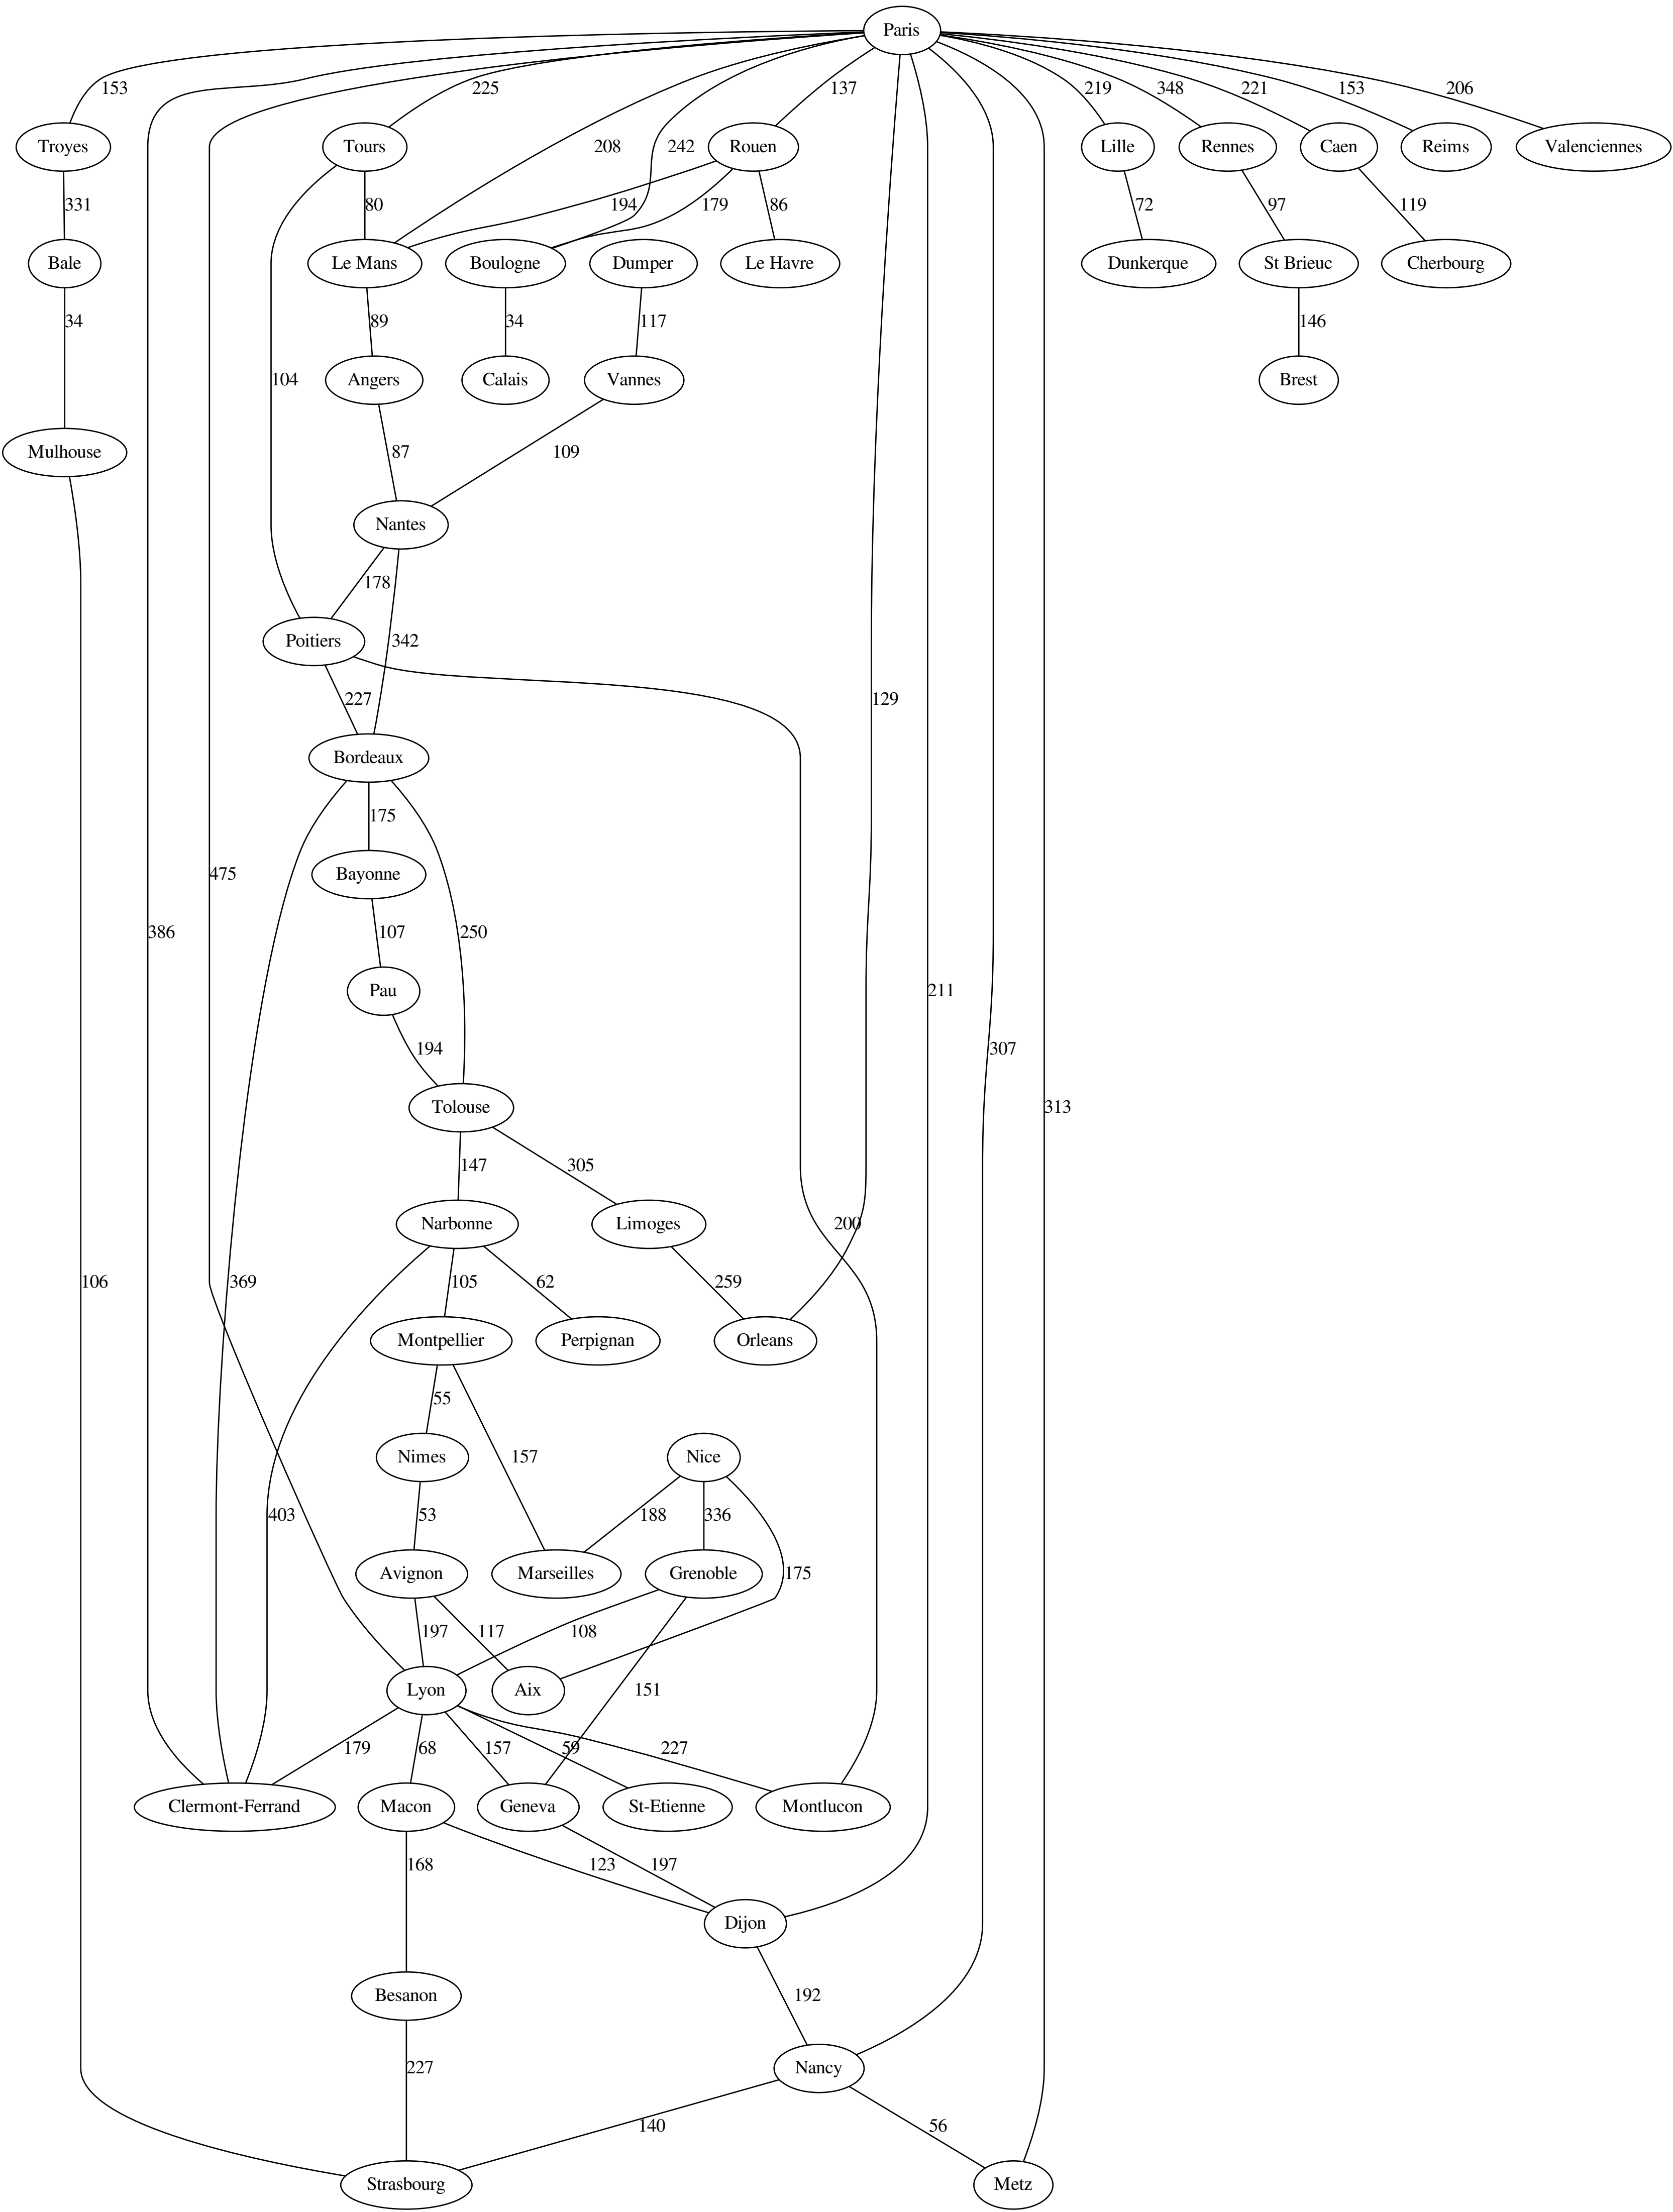 Paris
153
225
208
242
137
219
348
221
153
206
Troyes
Tours
Rouen
Lille
Rennes
Caen
Reims
Valenciennes
331
80
194
179
86
72
97
119
Bale
Le Mans
Boulogne
Dumper
Le Havre
Dunkerque
St Brieuc
Cherbourg
34
89
34
117
146
104
Angers
Calais
Vannes
Brest
Mulhouse
87
109
Nantes
178
342
Poitiers
227
129
Bordeaux
175
475
Bayonne
386
107
250
Pau
211
194
307
Tolouse
313
147
305
Narbonne
Limoges
200
106
369
105
62
259
Montpellier
Perpignan
Orleans
55
Nimes
157
Nice
403
53
188
336
Avignon
Marseilles
Grenoble
175
197
117
108
Lyon
Aix
151
179
68
157
59
227
Clermont-Ferrand
Macon
Geneva
St-Etienne
Montlucon
168
123
197
Dijon
Besanon
192
227
Nancy
140
56
Strasbourg
Metz